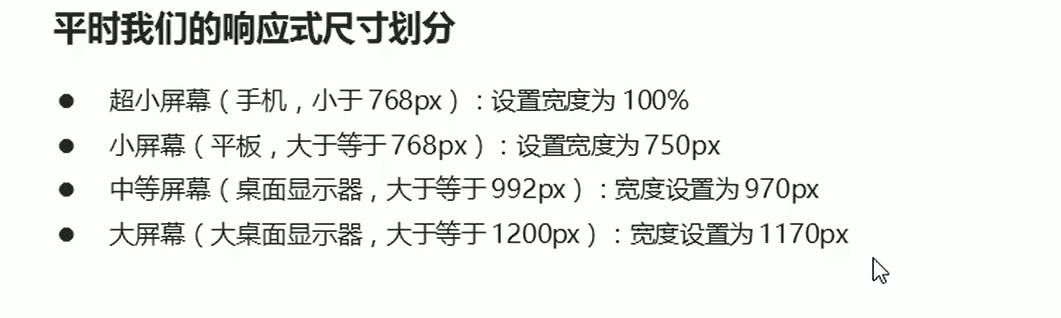 平时我们的响应式尺寸划分
● 超小屏幕（手机，小于 768px）：设置宽度为 100%
● 小屏幕（平板，大于等于 768px）：设置宽度为 750px
● 中等屏幕（桌面显示器，大于等于 992px）：宽度设置为 970px
● 大屏幕（大桌面显示器，大于等于 1200px）：宽度设置为 1170px